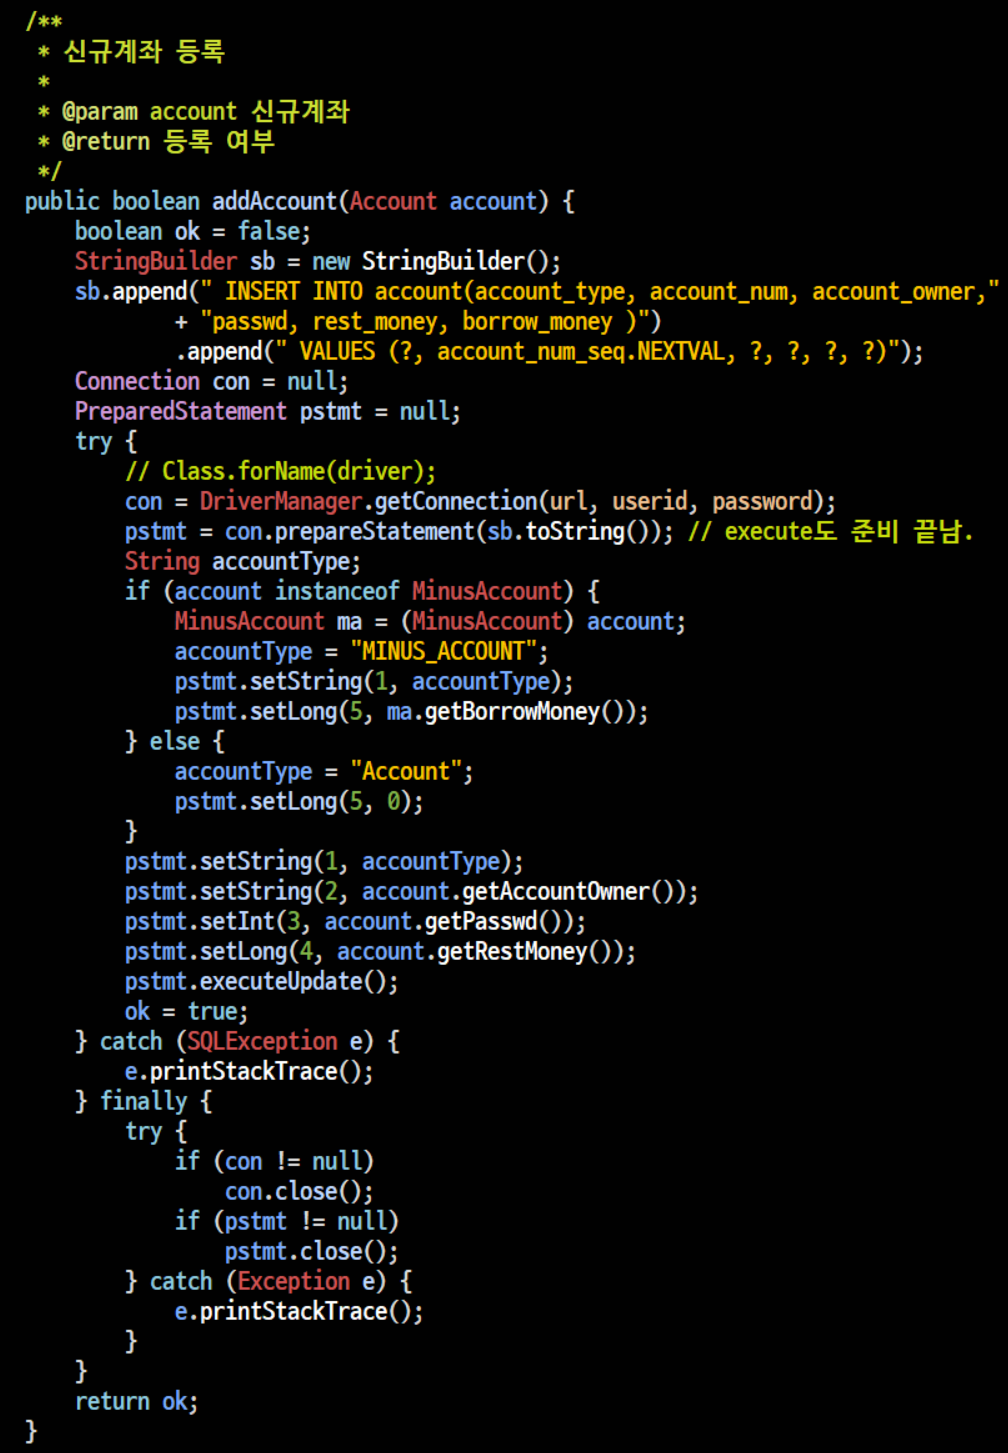 /**
 * 신규계좌 등록
 *
 * @param account 신규계좌
 * @return 등록 여부
 */
public boolean addAccount(Account account) {
    boolean ok = false;
    StringBuilder sb = new StringBuilder();
    sb.append(" INSERT INTO account(account_type, account_num, account_owner,"
            + "passwd, rest_money, borrow_money )")
            .append(" VALUES (?, account_num_seq.NEXTVAL, ?, ?, ?, ?)");
    Connection con = null;
    PreparedStatement pstmt = null;
    try {
        // Class.forName(driver);
        con = DriverManager.getConnection(url, userid, password);
        pstmt = con.prepareStatement(sb.toString()); // execute도 준비 끝남.
        String accountType;
        if (account instanceof MinusAccount) {
            MinusAccount ma = (MinusAccount) account;
            accountType = "MINUS_ACCOUNT";
            pstmt.setString(1, accountType);
            pstmt.setLong(5, ma.getBorrowMoney());
        } else {
            accountType = "Account";
            pstmt.setLong(5, 0);
        }
        pstmt.setString(1, accountType);
        pstmt.setString(2, account.getAccountOwner());
        pstmt.setInt(3, account.getPasswd());
        pstmt.setLong(4, account.getRestMoney());
        pstmt.executeUpdate();
        ok = true;
    } catch (SQLException e) {
        e.printStackTrace();
    } finally {
        try {
            if (con != null)
                con.close();
            if (pstmt != null)
                pstmt.close();
        } catch (Exception e) {
            e.printStackTrace();
        }
    }
    return ok;
}